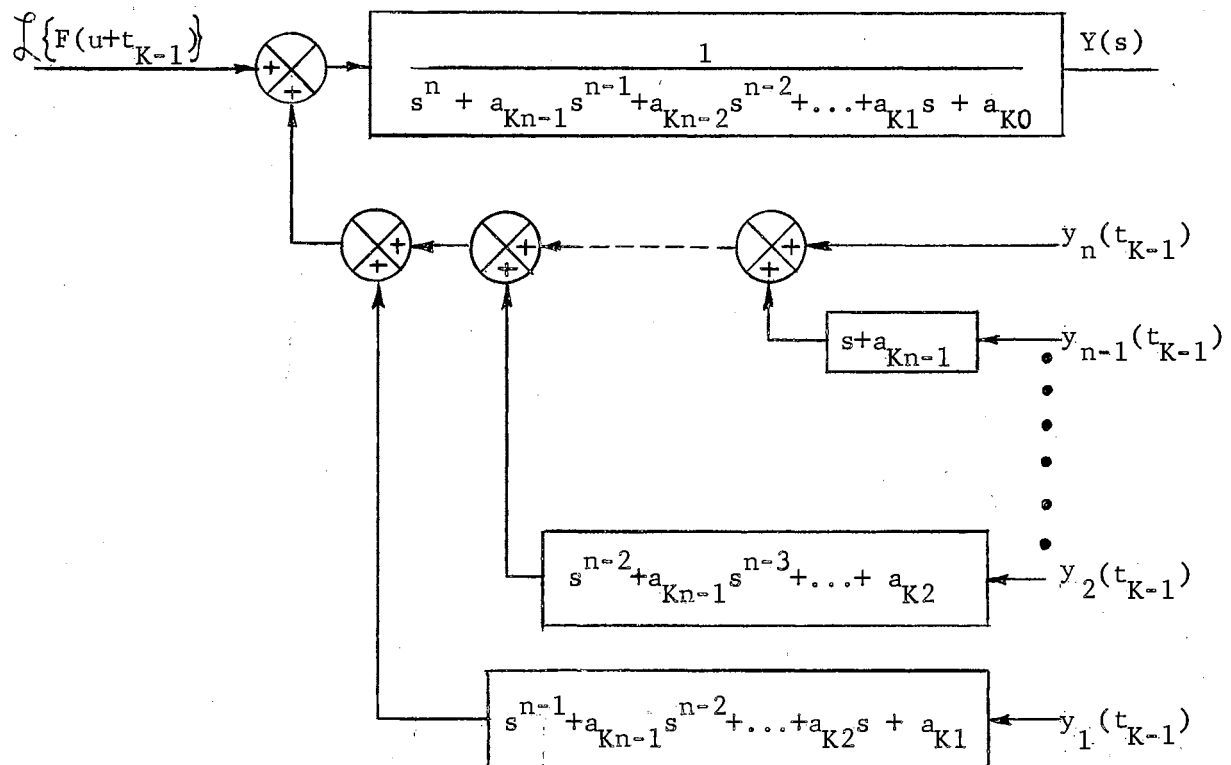 ℒ{F(u+t_{K-1})}
Y(s)
1
s^n + a_{Kn-1}s^{n-1}+a_{Kn-2}s^{n-2}+...+a_{K1}s + a_{K0}
+
+
+
+
+
+
+
+
y_n(t_{K-1})
s+a_{Kn-1}
y_{n-1}(t_{K-1})
s^{n-2}+a_{Kn-1}s^{n-3}+...+ a_{K2}
y_2(t_{K-1})
s^{n-1}+a_{Kn-1}s^{n-2}+...+a_{K2}s + a_{K1}
y_1(t_{K-1})